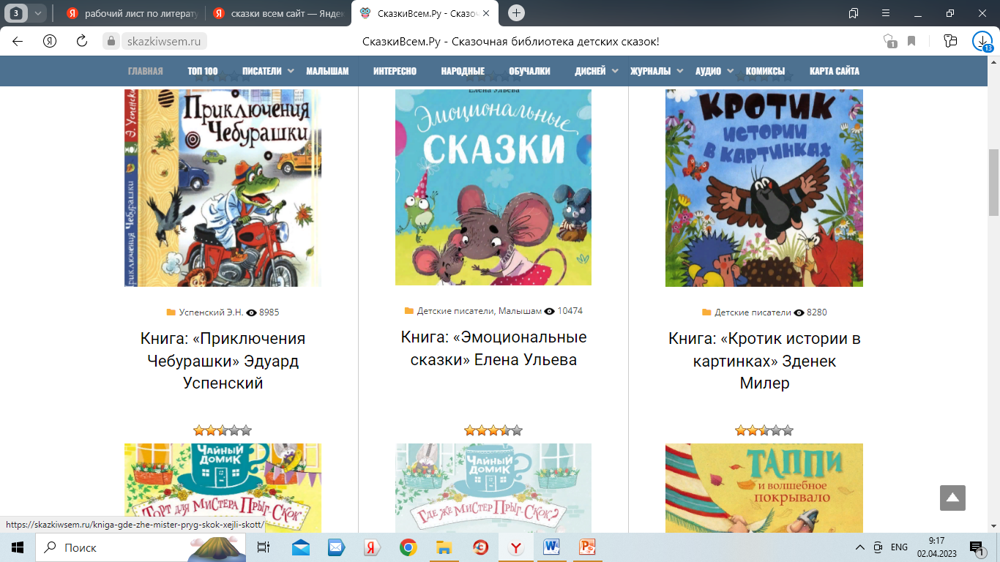 3
рабочий лист по литерату
сказки всем сайт — Яндек
СказкиВсем.Ру - Сказоч
skazkiwsem.ru
СказкиВсем.Ру - Сказочная библиотека детских сказок!
1
13
ГЛАВНАЯ ТОП 100 ПИСАТЕЛИ МАЛЫШАМ ИНТЕРЕСНО НАРОДНЫЕ ОБУЧАЛКИ ДИСНЕЙ ЖУРНАЛЫ АУДИО КОМИКСЫ КАРТА САЙТА
Э. Успенский
Приключения Чебурашки
Приключения
Чебурашки
Елена Ульева
Эмоциональные
СКАЗКИ
КРОТИК
ИСТОРИИ
В КАРТИНКАХ
Успенский Э.Н. 8985
Книга: «Приключения
Чебурашки» Эдуард
Успенский
Детские писатели, Малышам 10474
Книга: «Эмоциональные
сказки» Елена Ульева
Детские писатели 8280
Книга: «Кротик истории в
картинках» Зденек
Милер
ЧАЙНЫЙ
ДОМИК
Торт для мистера Прыг-Скок
ЧАЙНЫЙ
ДОМИК
Где же мистер Прыг-Скок?
ТАППИ
И ВОЛШЕБНОЕ
ПОКРЫВАЛО
https://skazkiwsem.ru/kniga-gde-zhe-mister-pryg-skok-xejli-skott/
Поиск
ENG
9:17
02.04.2023
1